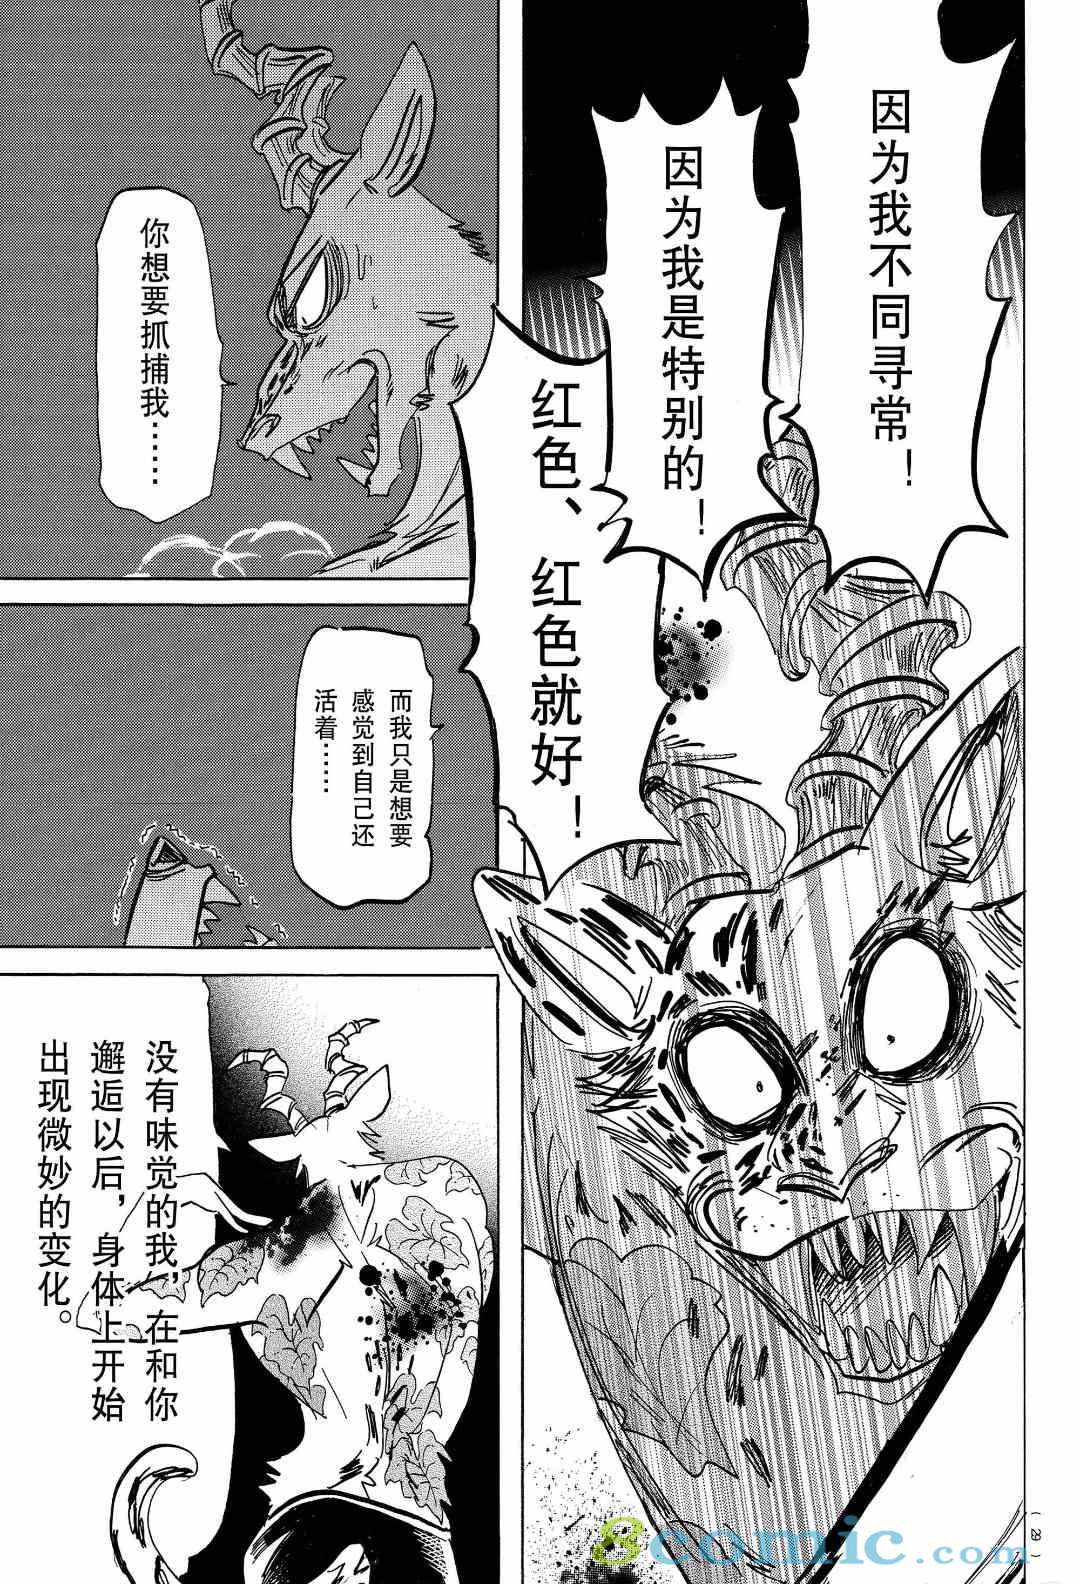 因为我不同寻常！
因为我是特别的！
红色、红色就好！
你想要抓捕我……
而我只是想要
感觉到自己还
活着……
没有味觉的我，在和你
邂逅以后，身体上开始
出现微妙的变化。
(29)
8comic.com